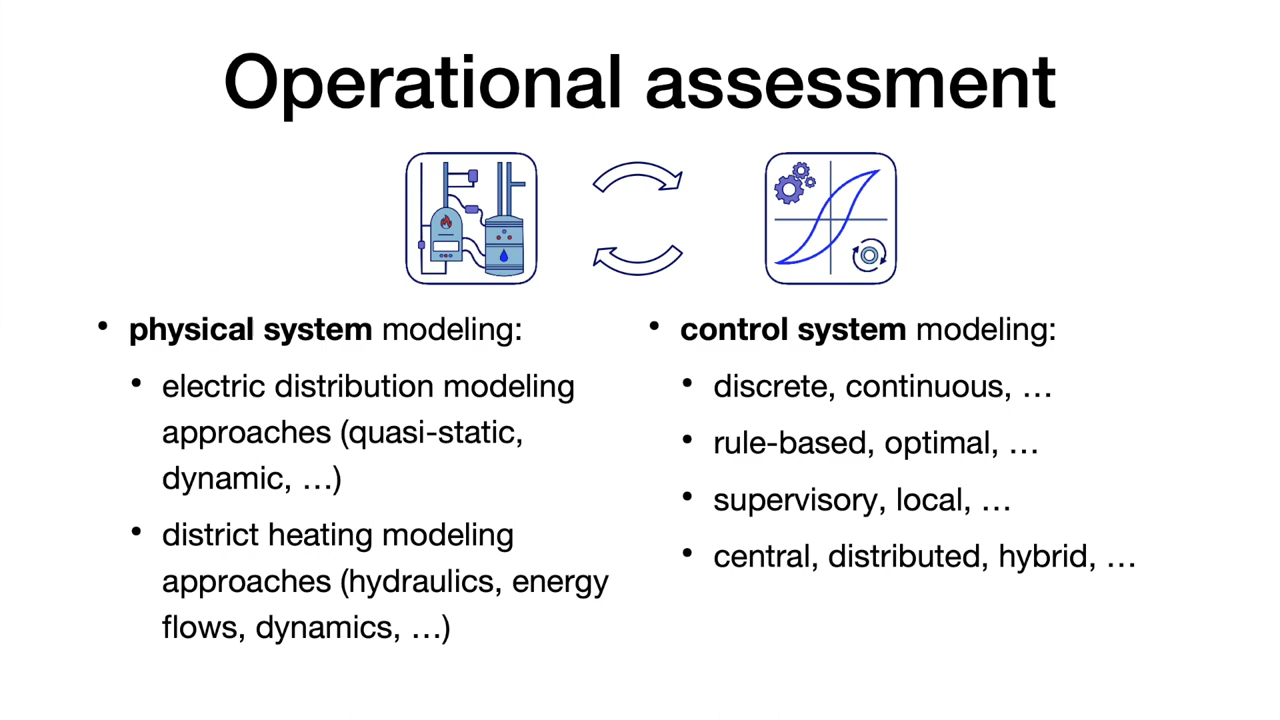 Operational assessment
• physical system modeling:
• electric distribution modeling
approaches (quasi-static,
dynamic, …)
• district heating modeling
approaches (hydraulics, energy
flows, dynamics, …)
• control system modeling:
• discrete, continuous, …
• rule-based, optimal, …
• supervisory, local, …
• central, distributed, hybrid, …